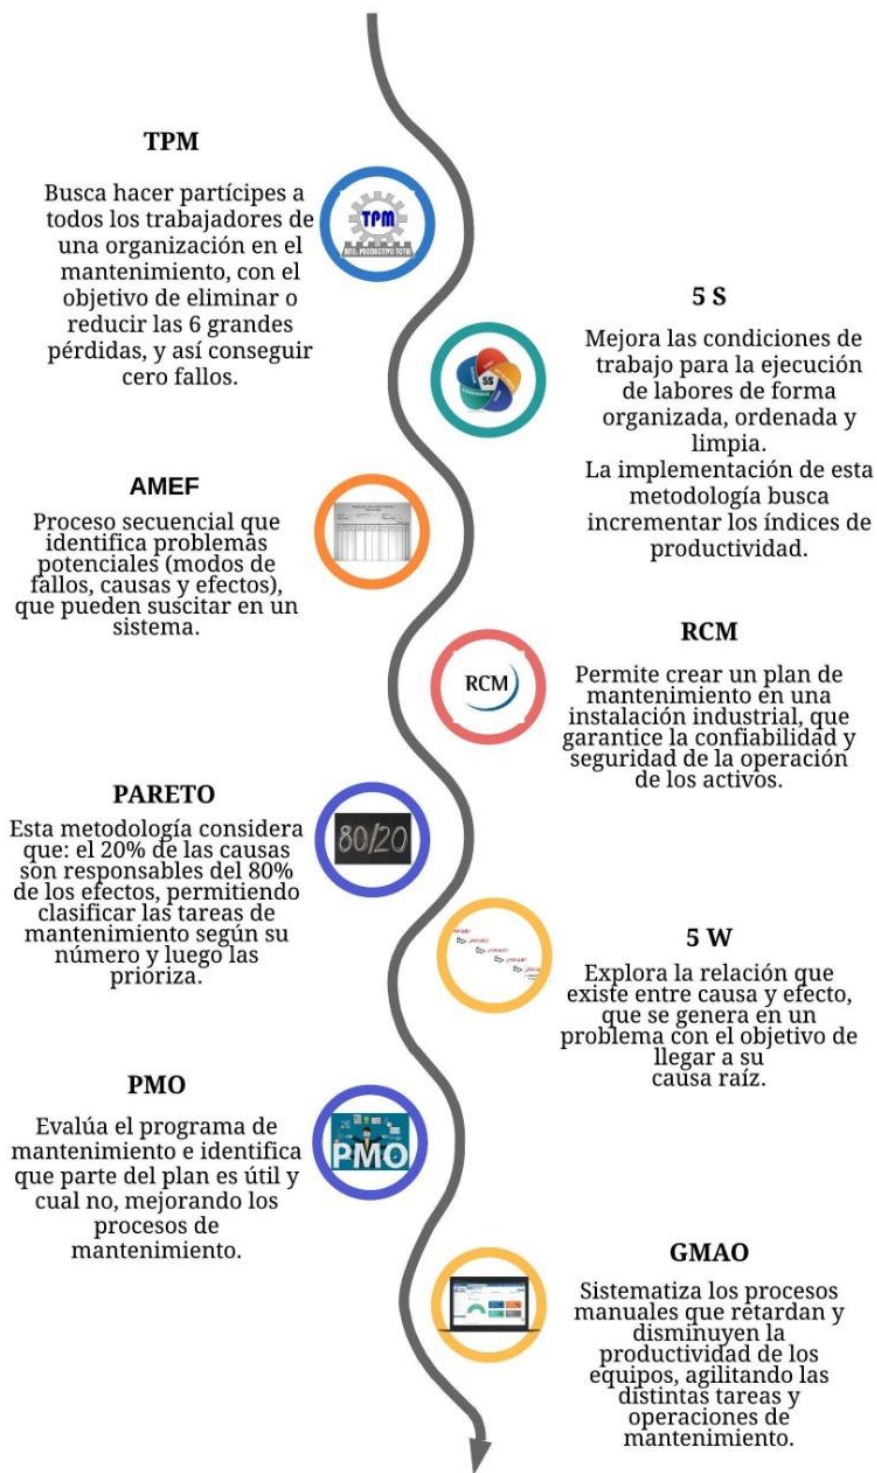 TPM
Busca hacer partícipes a
todos los trabajadores de
una organización en el
mantenimiento, con el
objetivo de eliminar o
reducir las 6 grandes
pérdidas, y así conseguir
cero fallos.
TPM
MTO. PRODUCTIVO TOTAL
5 S
Mejora las condiciones de
trabajo para la ejecución
de labores de forma
organizada, ordenada y
limpia.
La implementación de esta
metodología busca
incrementar los índices de
productividad.
5S
AMEF
Proceso secuencial que
identifica problemas
potenciales (modos de
fallos, causas y efectos),
que pueden suscitar en un
sistema.
RCM
Permite crear un plan de
mantenimiento en una
instalación industrial, que
garantice la confiabilidad y
seguridad de la operación
de los activos.
RCM
PARETO
Esta metodología considera
que: el 20% de las causas
son responsables del 80%
de los efectos, permitiendo
clasificar las tareas de
mantenimiento según su
número y luego las
prioriza.
80/20
5 W
Explora la relación que
existe entre causa y efecto,
que se genera en un
problema con el objetivo de
llegar a su
causa raíz.
PMO
Evalúa el programa de
mantenimiento e identifica
que parte del plan es útil y
cual no, mejorando los
procesos de
mantenimiento.
PMO
GMAO
Sistematiza los procesos
manuales que retardan y
disminuyen la
productividad de los
equipos, agilitando las
distintas tareas y
operaciones de
mantenimiento.